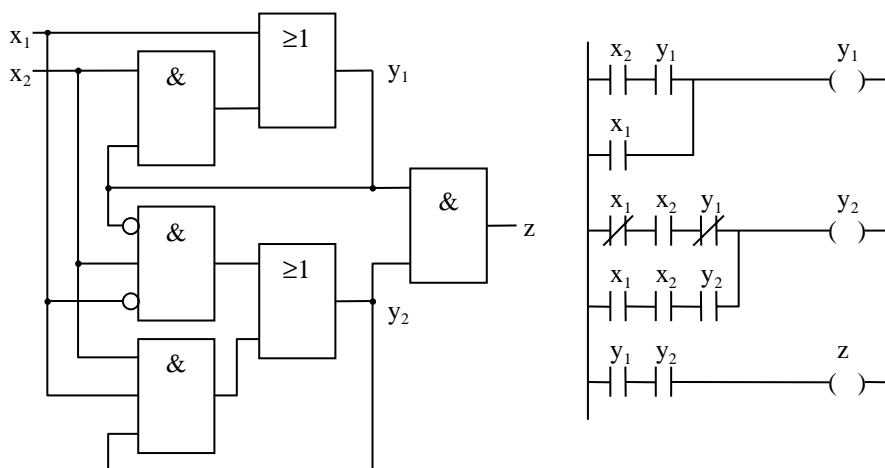 x₁
≥1
x₂
&
y₁
&
&
z
≥1
y₂
&
x₂ y₁ y₁
( )
x₁
x₁ x₂ y₁ y₂
( )
x₁ x₂ y₂
y₁ y₂ z
( )